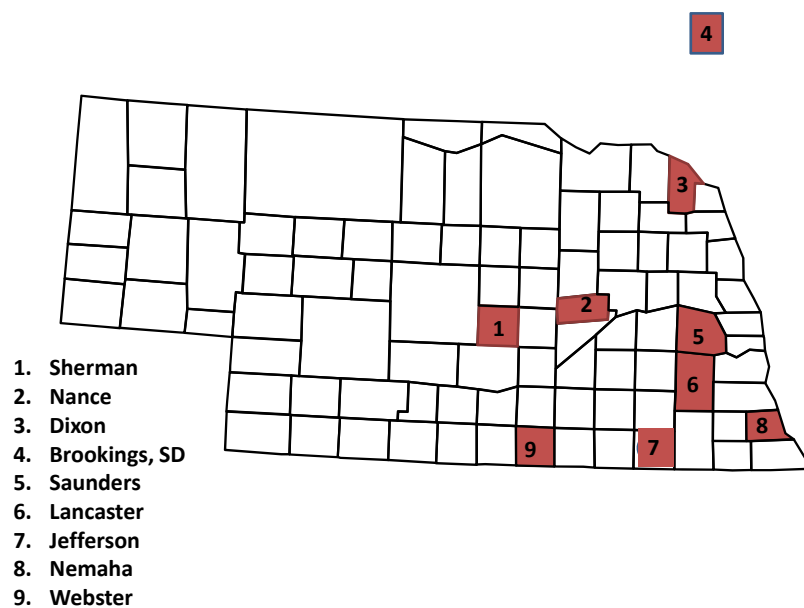 4
3
2
1
5
6
8
7
9
1. Sherman
2. Nance
3. Dixon
4. Brookings, SD
5. Saunders
6. Lancaster
7. Jefferson
8. Nemaha
9. Webster